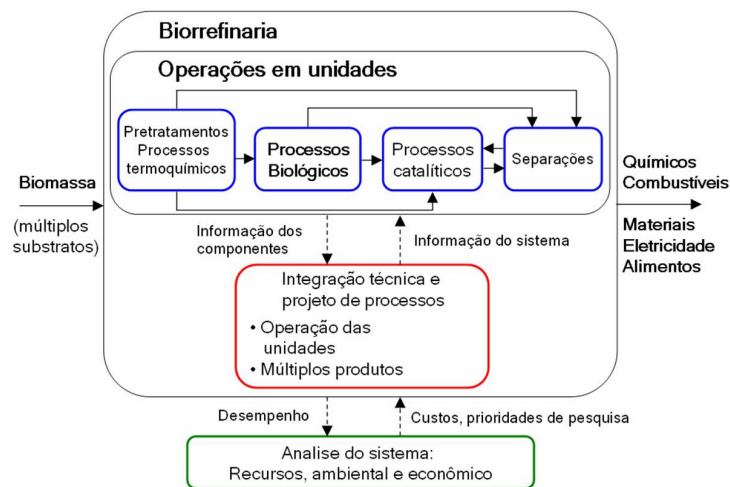 Biorrefinaria
Operações em unidades
Pretratamentos
Processos
termoquímicos
Processos
Biológicos
Processos
catalíticos
Separações
Biomassa
(múltiplos
substratos)
Químicos
Combustíveis
Materiais
Eletricidade
Alimentos
Informação dos
componentes
Informação do sistema
Integração técnica e
projeto de processos
• Operação das
unidades
• Múltiplos produtos
Desempenho
Custos, prioridades de pesquisa
Analise do sistema:
Recursos, ambiental e econômico